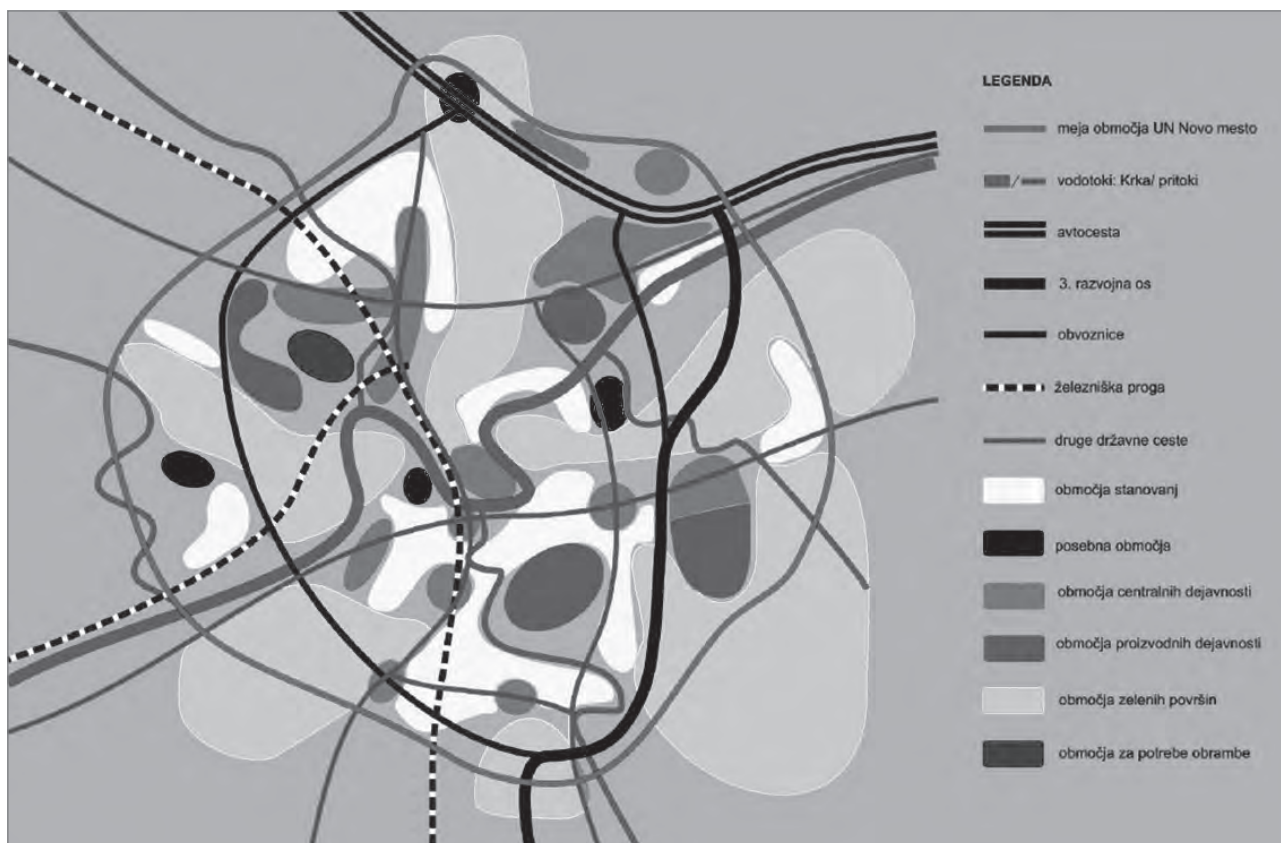 LEGENDA
meja območja UN Novo mesto
vodotoki: Krka/ pritoki
avtocesta
3. razvojna os
obvoznice
železniška proga
druge državne ceste
območja stanovanj
posebna območja
območja centralnih dejavnosti
območja proizvodnih dejavnosti
območja zelenih površin
območja za potrebe obrambe